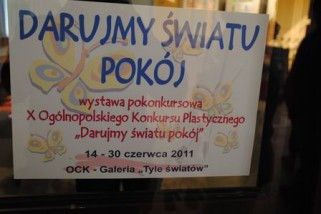 DARUJMY ŚWIATU
POKÓJ
wystawa pokonkursowa
X Ogólnopolskiego Konkursu Plastycznego
„Darujmy światu pokój”
14 - 30 czerwca 2011
OCK - Galeria „Tyle światów”